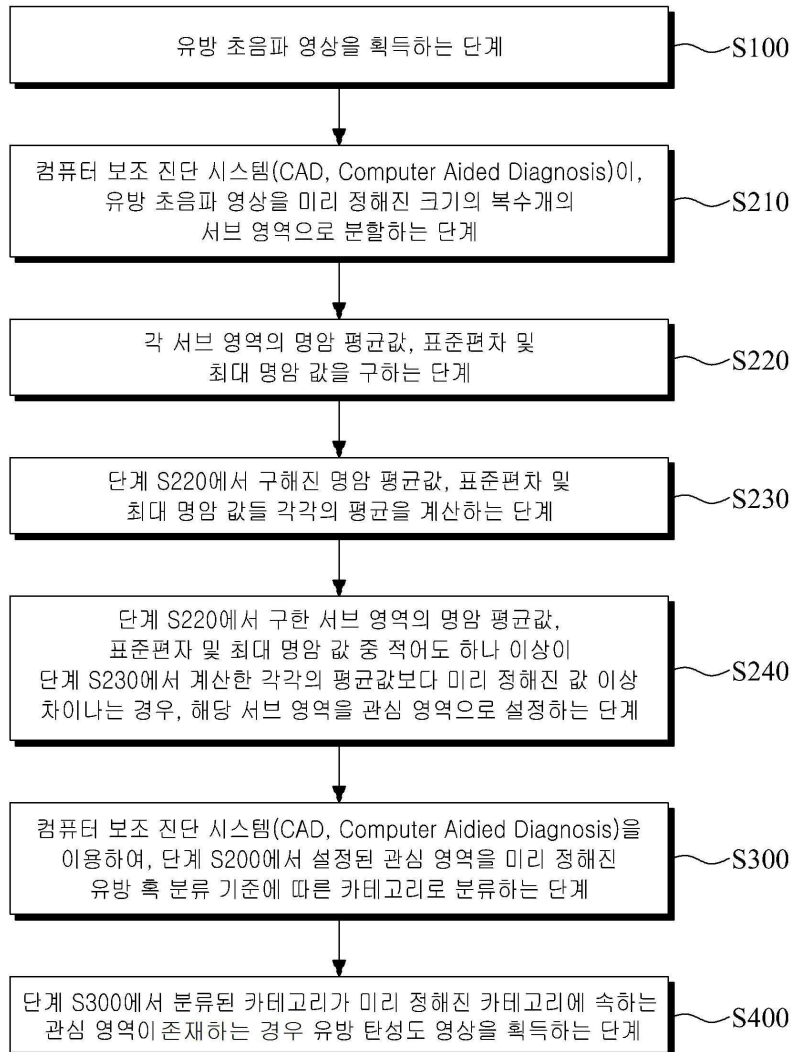 유방 초음파 영상을 획득하는 단계
S100
컴퓨터 보조 진단 시스템(CAD, Computer Aided Diagnosis)이,
유방 초음파 영상을 미리 정해진 크기의 복수개의
서브 영역으로 분할하는 단계
S210
각 서브 영역의 명암 평균값, 표준편차 및
최대 명암 값을 구하는 단계
S220
단계 S220에서 구해진 명암 평균값, 표준편차 및
최대 명암 값들 각각의 평균을 계산하는 단계
S230
단계 S220에서 구한 서브 영역의 명암 평균값,
표준편자 및 최대 명암 값 중 적어도 하나 이상이
단계 S230에서 계산한 각각의 평균값보다 미리 정해진 값 이상
차이나는 경우, 해당 서브 영역을 관심 영역으로 설정하는 단계
S240
컴퓨터 보조 진단 시스템(CAD, Computer Aidied Diagnosis)을
이용하여, 단계 S200에서 설정된 관심 영역을 미리 정해진
유방 혹 분류 기준에 따른 카테고리로 분류하는 단계
S300
단계 S300에서 분류된 카테고리가 미리 정해진 카테고리에 속하는
관심 영역이 존재하는 경우 유방 탄성도 영상을 획득하는 단계
S400